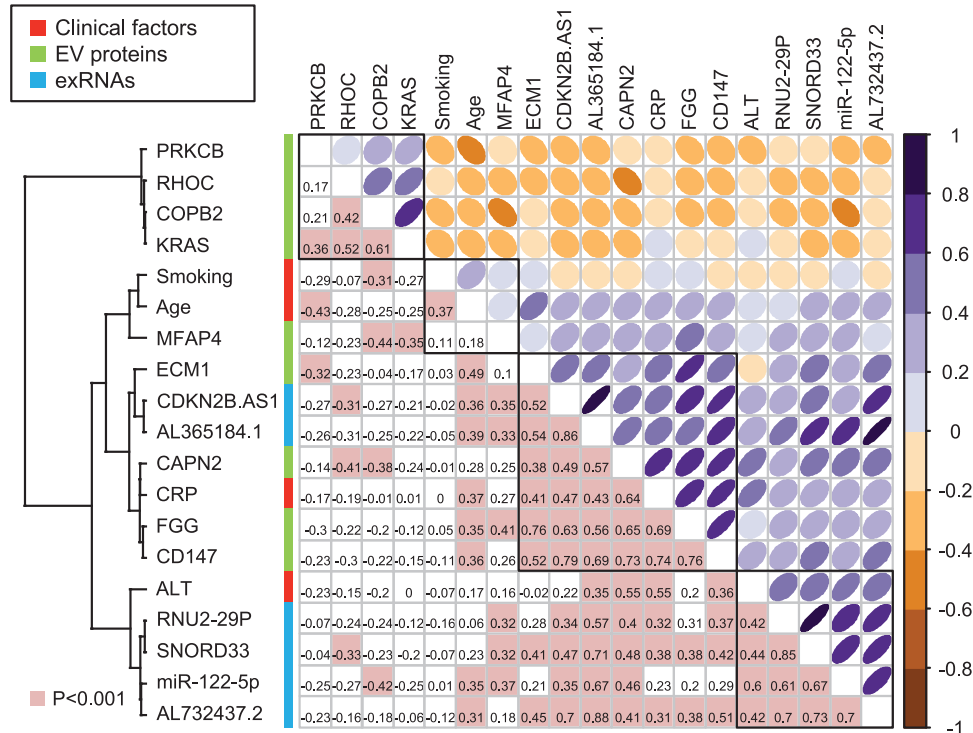 Clinical factors
EV proteins
exRNAs
PRKCB RHOC COPB2 KRAS Smoking Age MFAP4 ECM1 CDKN2B.AS1 AL365184.1 CAPN2 CRP FGG CD147 ALT RNU2-29P SNORD33 miR-122-5p AL732437.2
PRKCB
RHOC 0.17
COPB2 0.21 0.42
KRAS 0.36 0.52 0.61
Smoking -0.29 -0.07 -0.31 -0.27
Age -0.43 -0.28 -0.25 -0.25 0.37
MFAP4 -0.12 -0.23 -0.44 -0.35 0.11 0.18
ECM1 -0.32 -0.23 -0.04 -0.17 0.03 0.49 0.1
CDKN2B.AS1 -0.27 -0.31 -0.27 -0.21 -0.02 0.36 0.35 0.52
AL365184.1 -0.26 -0.31 -0.25 -0.22 -0.05 0.39 0.33 0.54 0.86
CAPN2 -0.14 -0.41 -0.38 -0.24 -0.01 0.28 0.25 0.38 0.49 0.57
CRP -0.17 -0.19 -0.01 0.01 0 0.37 0.27 0.41 0.47 0.43 0.64
FGG -0.3 -0.22 -0.2 -0.12 0.05 0.35 0.41 0.76 0.63 0.56 0.65 0.69
CD147 -0.23 -0.3 -0.22 -0.15 -0.11 0.36 0.26 0.52 0.79 0.69 0.73 0.74 0.76
ALT -0.23 -0.15 -0.2 0 -0.07 0.17 0.16 -0.02 0.22 0.35 0.55 0.55 0.2 0.36
RNU2-29P -0.07 -0.24 -0.24 -0.12 -0.16 0.06 0.32 0.28 0.34 0.57 0.4 0.32 0.31 0.37 0.42
SNORD33 -0.04 -0.33 -0.23 -0.2 -0.07 0.23 0.32 0.41 0.47 0.71 0.48 0.38 0.38 0.42 0.44 0.85
miR-122-5p -0.25 -0.27 -0.42 -0.25 0.01 0.35 0.37 0.21 0.35 0.67 0.46 0.23 0.2 0.29 0.6 0.61 0.67
AL732437.2 -0.23 -0.16 -0.18 -0.06 -0.12 0.31 0.18 0.45 0.7 0.88 0.41 0.31 0.38 0.51 0.42 0.7 0.73 0.7
P<0.001
1
0.8
0.6
0.4
0.2
0
-0.2
-0.4
-0.6
-0.8
-1